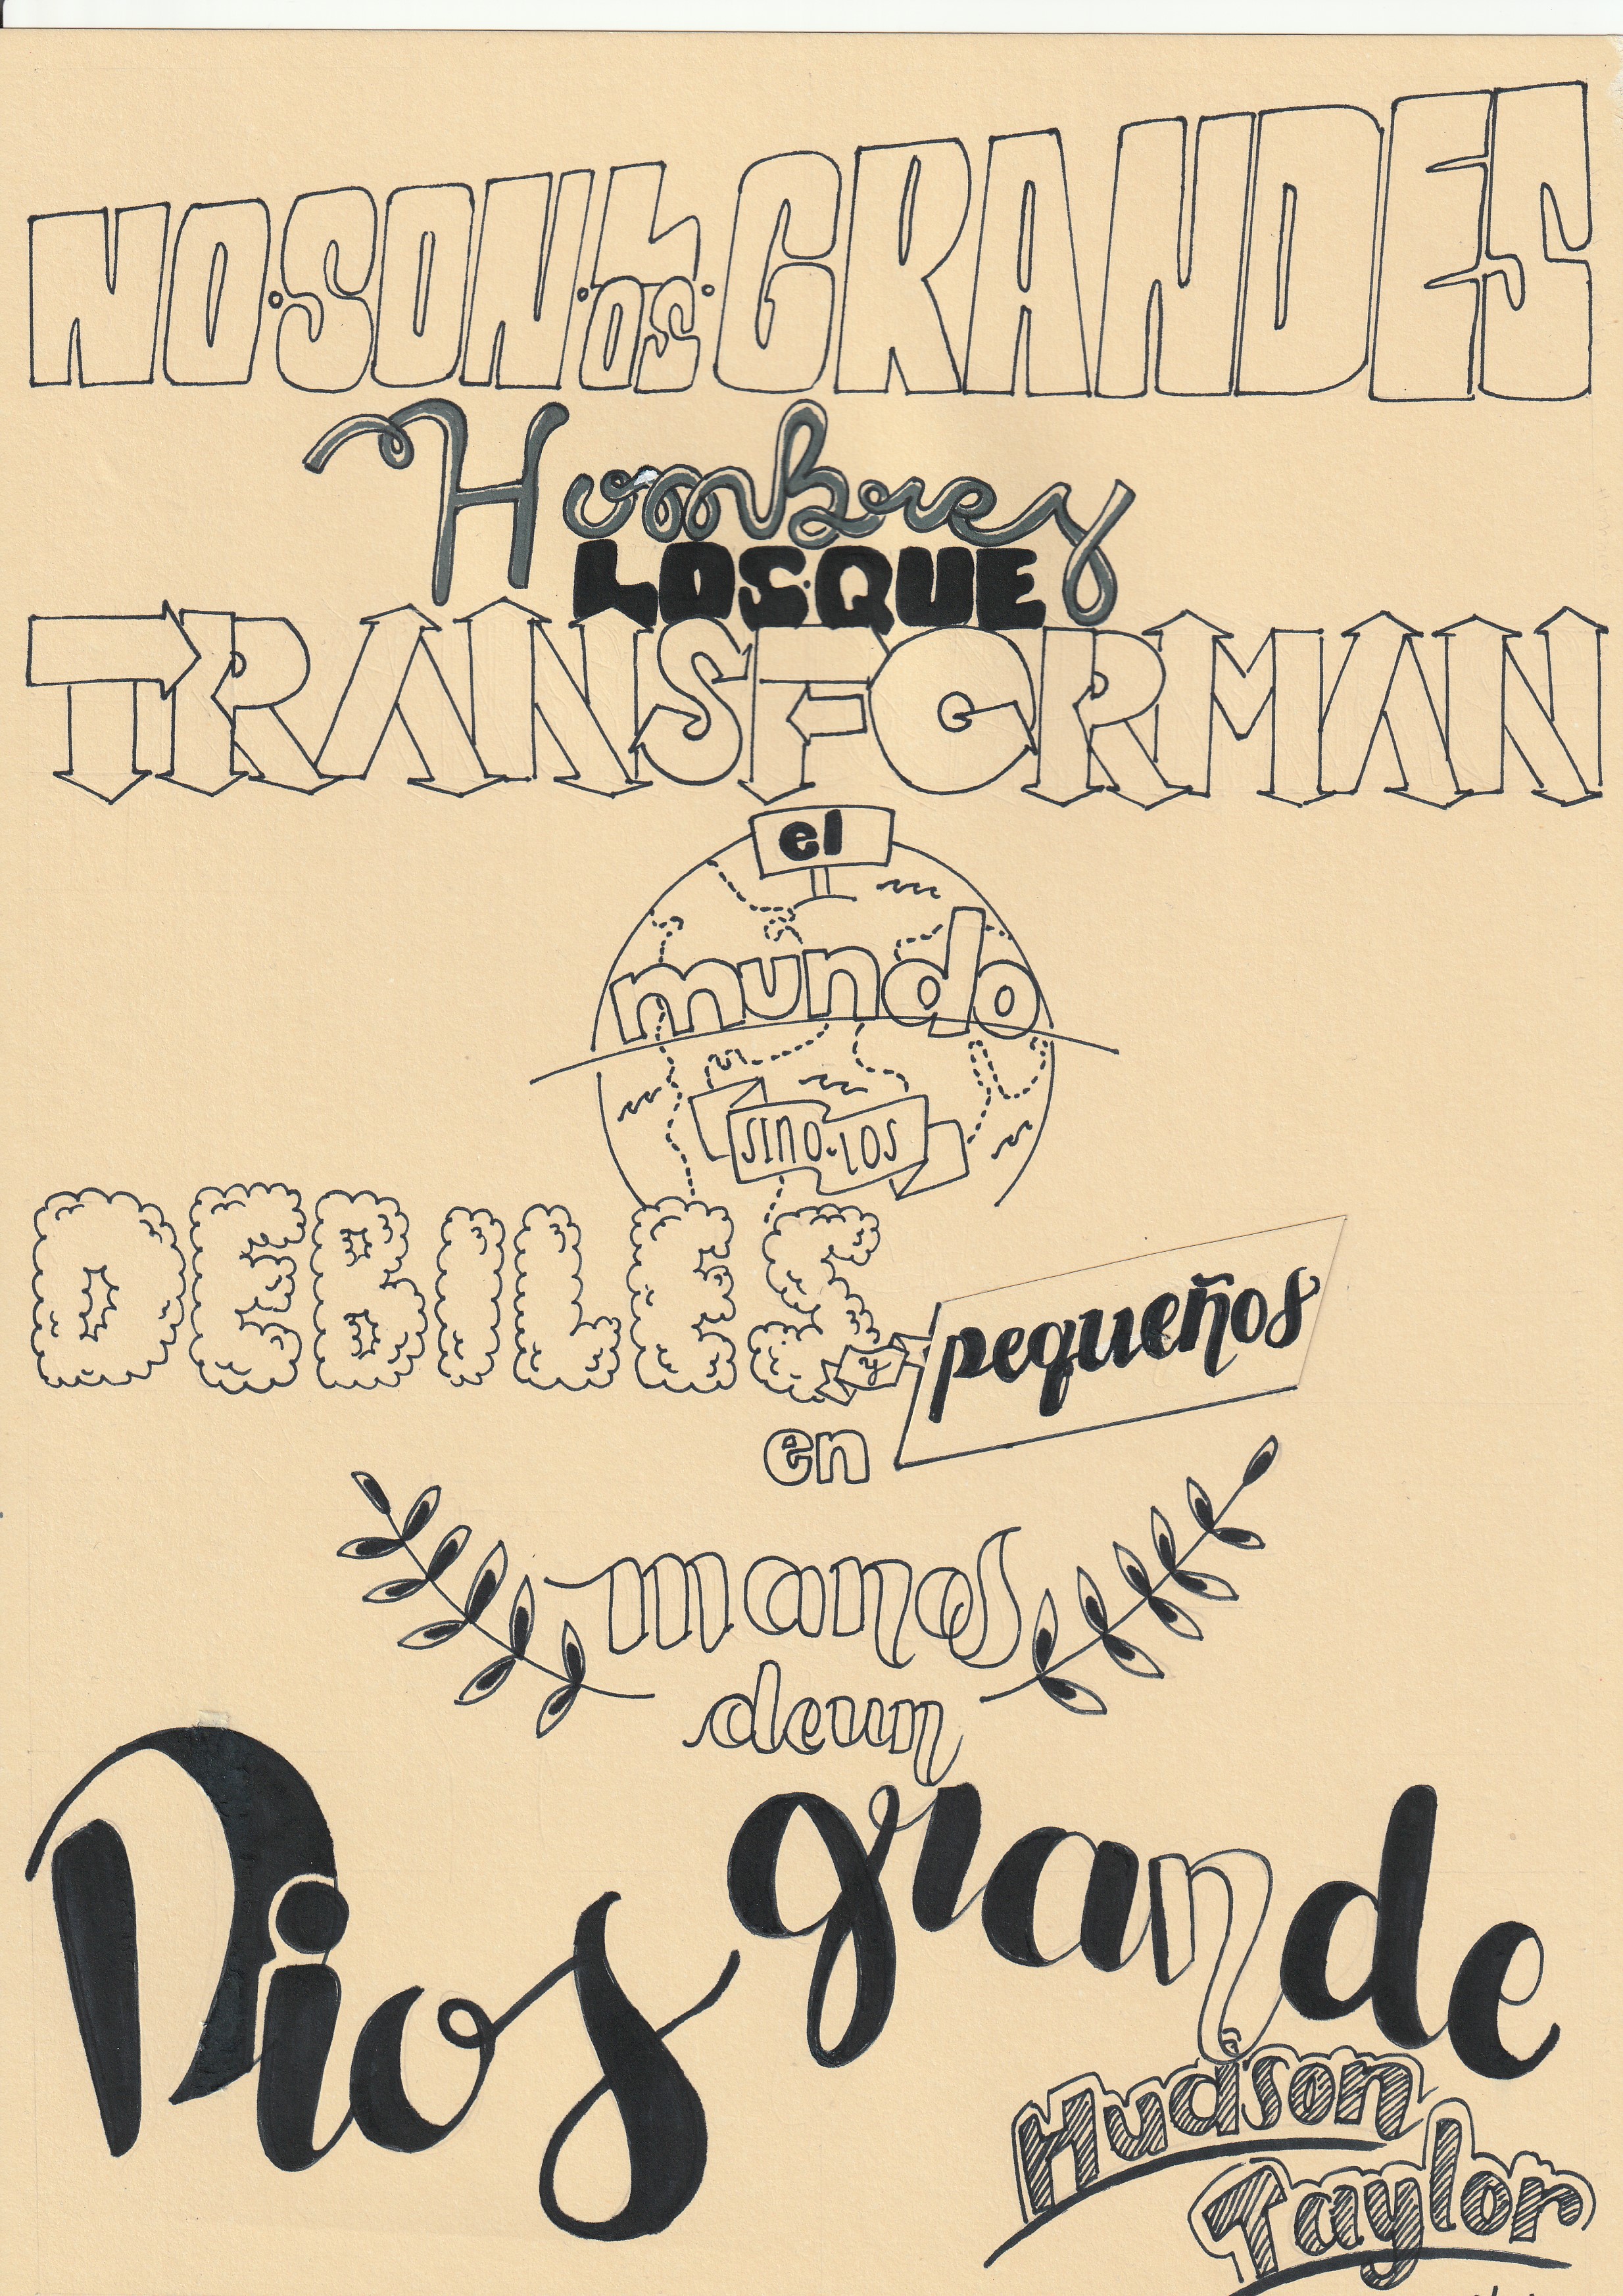 NO·SON·LOS·GRANDES
HomBres
LOS·QUE
TRANSFORMAN
el
mundo
SINO·LOS
DEBILES y pequeños
en
manos
de un
Dios grande
Hudson
Taylor